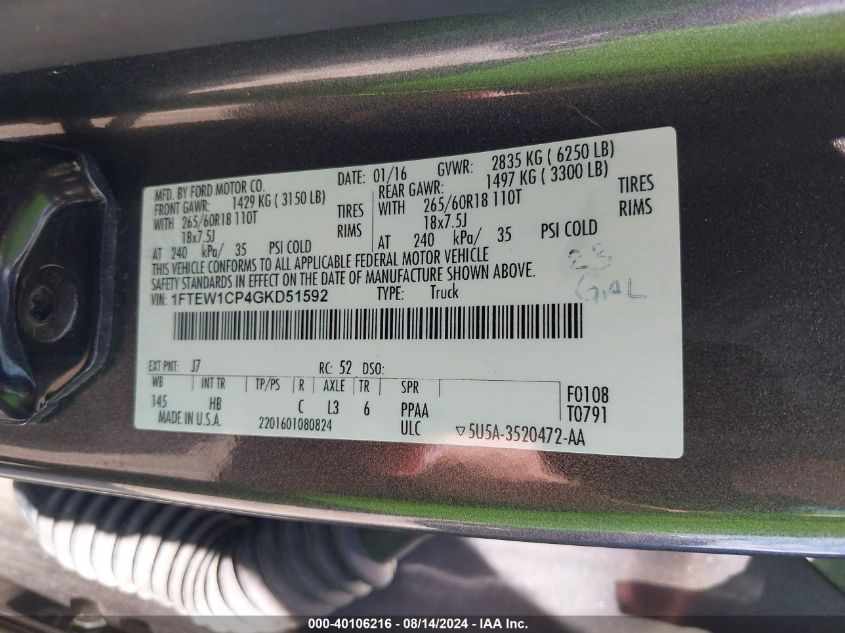 MFD. BY FORD MOTOR CO. DATE: 01/16 GVWR: 2835 KG ( 6250 LB)
FRONT GAWR: 1429 KG ( 3150 LB) REAR GAWR: 1497 KG ( 3300 LB)
WITH 265/60R18 110T TIRES WITH 265/60R18 110T TIRES
18x7.5J RIMS 18x7.5J RIMS
AT 240 kPa/ 35 PSI COLD AT 240 kPa/ 35 PSI COLD
THIS VEHICLE CONFORMS TO ALL APPLICABLE FEDERAL MOTOR VEHICLE
SAFETY STANDARDS IN EFFECT ON THE DATE OF MANUFACTURE SHOWN ABOVE.
VIN: 1FTEW1CP4GKD51592 TYPE: Truck
23
EXT PNT: J7 RC: 52 DSO:
WB INT TR TP/PS R AXLE TR SPR F0108
145 HB C L3 6 PPAA T0791
MADE IN U.S.A. 2201601080824 ULC ▽5U5A-3520472-AA
000-40106216 - 08/14/2024 - IAA Inc.